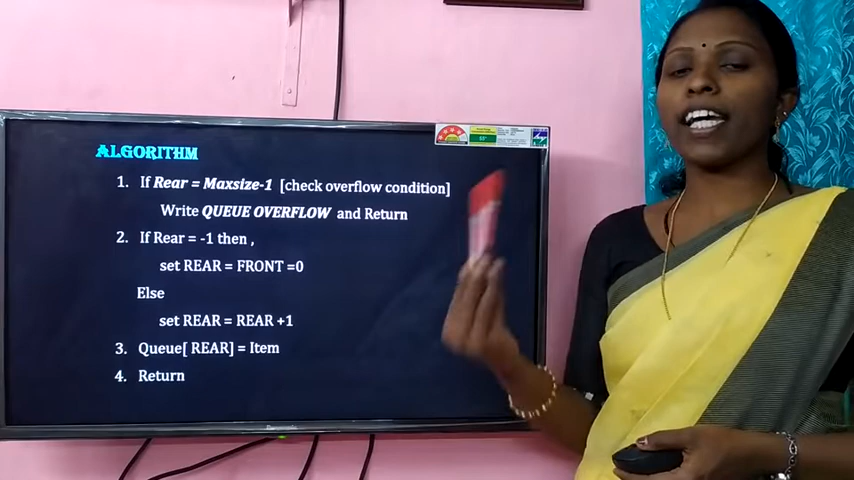 ALGORITHM
1. If Rear = Maxsize-1 [check overflow condition]
Write QUEUE OVERFLOW and Return
2. If Rear = -1 then ,
set REAR = FRONT =0
Else
set REAR = REAR +1
3. Queue[ REAR] = Item
4. Return
Panasonic